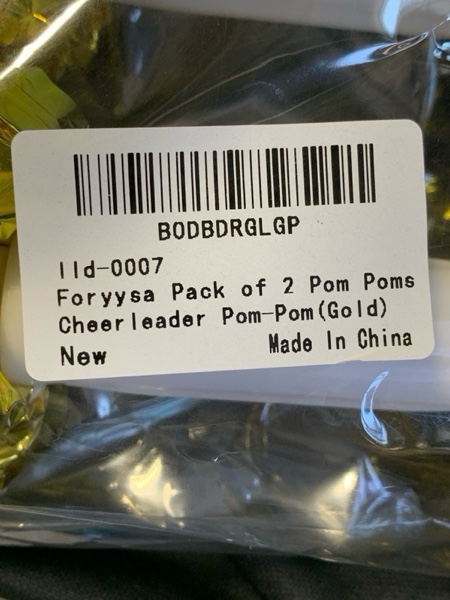 B0DBDRGLGP
lld-0007
Foryysa Pack of 2 Pom Poms
Cheerleader Pom-Pom(Gold)
New
Made In China